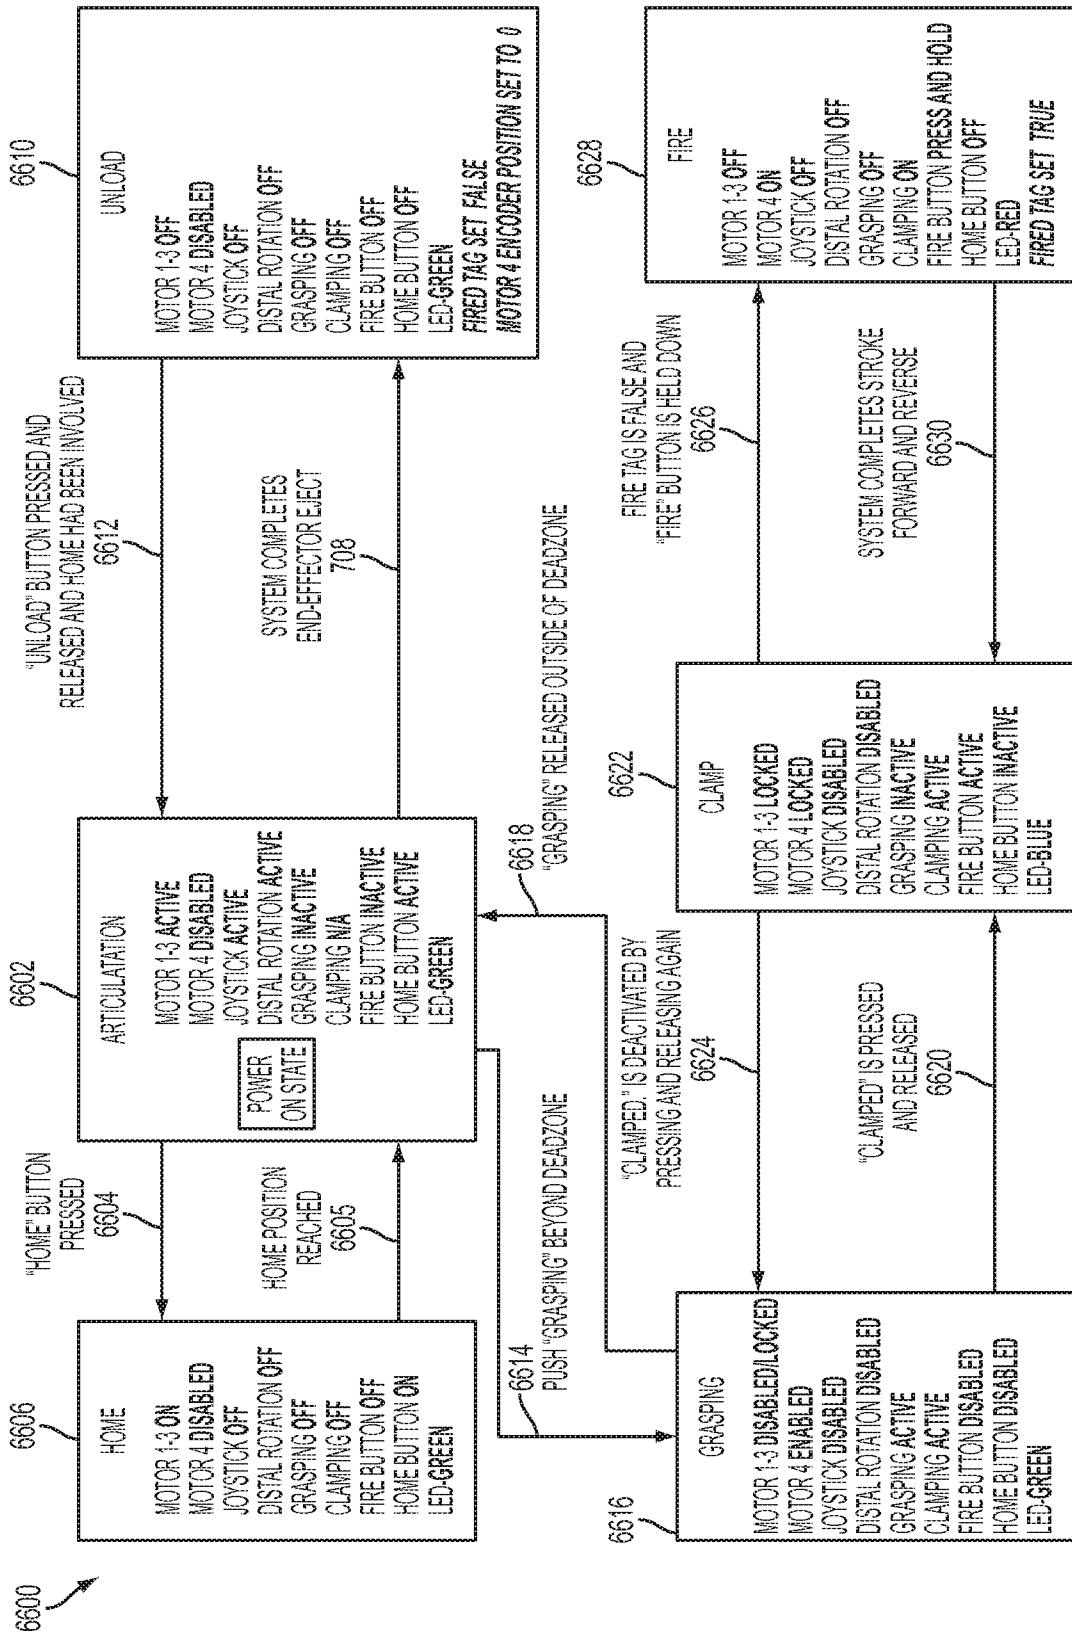 6600
6606
HOME
MOTOR 1-3 ON
MOTOR 4 DISABLED
JOYSTICK OFF
DISTAL ROTATION OFF
GRASPING OFF
CLAMPING OFF
FIRE BUTTON OFF
HOME BUTTON ON
LED-GREEN
"HOME" BUTTON
PRESSED
6604
HOME POSITION
REACHED
6605
6602
ARTICULATATION
POWER
ON STATE
MOTOR 1-3 ACTIVE
MOTOR 4 DISABLED
JOYSTICK ACTIVE
DISTAL ROTATION ACTIVE
GRASPING INACTIVE
CLAMPING N/A
FIRE BUTTON INACTIVE
HOME BUTTON ACTIVE
LED-GREEN
"UNLOAD" BUTTON PRESSED AND
RELEASED AND HOME HAD BEEN INVOLVED
6612
SYSTEM COMPLETES
END-EFFECTOR EJECT
708
6610
UNLOAD
MOTOR 1-3 OFF
MOTOR 4 DISABLED
JOYSTICK OFF
DISTAL ROTATION OFF
GRASPING OFF
CLAMPING OFF
FIRE BUTTON OFF
HOME BUTTON OFF
LED-GREEN
FIRED TAG SET FALSE
MOTOR 4 ENCODER POSITION SET TO 0
6614
PUSH "GRASPING" BEYOND DEADZONE
6618
"GRASPING" RELEASED OUTSIDE OF DEADZONE
6616
GRASPING
MOTOR 1-3 DISABLED/LOCKED
MOTOR 4 ENABLED
JOYSTICK DISABLED
DISTAL ROTATION DISABLED
GRASPING ACTIVE
CLAMPING ACTIVE
FIRE BUTTON DISABLED
HOME BUTTON DISABLED
LED-GREEN
"CLAMPED." IS DEACTIVATED BY
PRESSING AND RELEASING AGAIN
6624
"CLAMPED" IS PRESSED
AND RELEASED
6620
6622
CLAMP
MOTOR 1-3 LOCKED
MOTOR 4 LOCKED
JOYSTICK DISABLED
DISTAL ROTATION DISABLED
GRASPING INACTIVE
CLAMPING ACTIVE
FIRE BUTTON ACTIVE
HOME BUTTON INACTIVE
LED-BLUE
FIRE TAG IS FALSE AND
"FIRE" BUTTON IS HELD DOWN
6626
SYSTEM COMPLETES STROKE
FORWARD AND REVERSE
6630
6628
FIRE
MOTOR 1-3 OFF
MOTOR 4 ON
JOYSTICK OFF
DISTAL ROTATION OFF
GRASPING OFF
CLAMPING ON
FIRE BUTTON PRESS AND HOLD
HOME BUTTON OFF
LED-RED
FIRED TAG SET TRUE